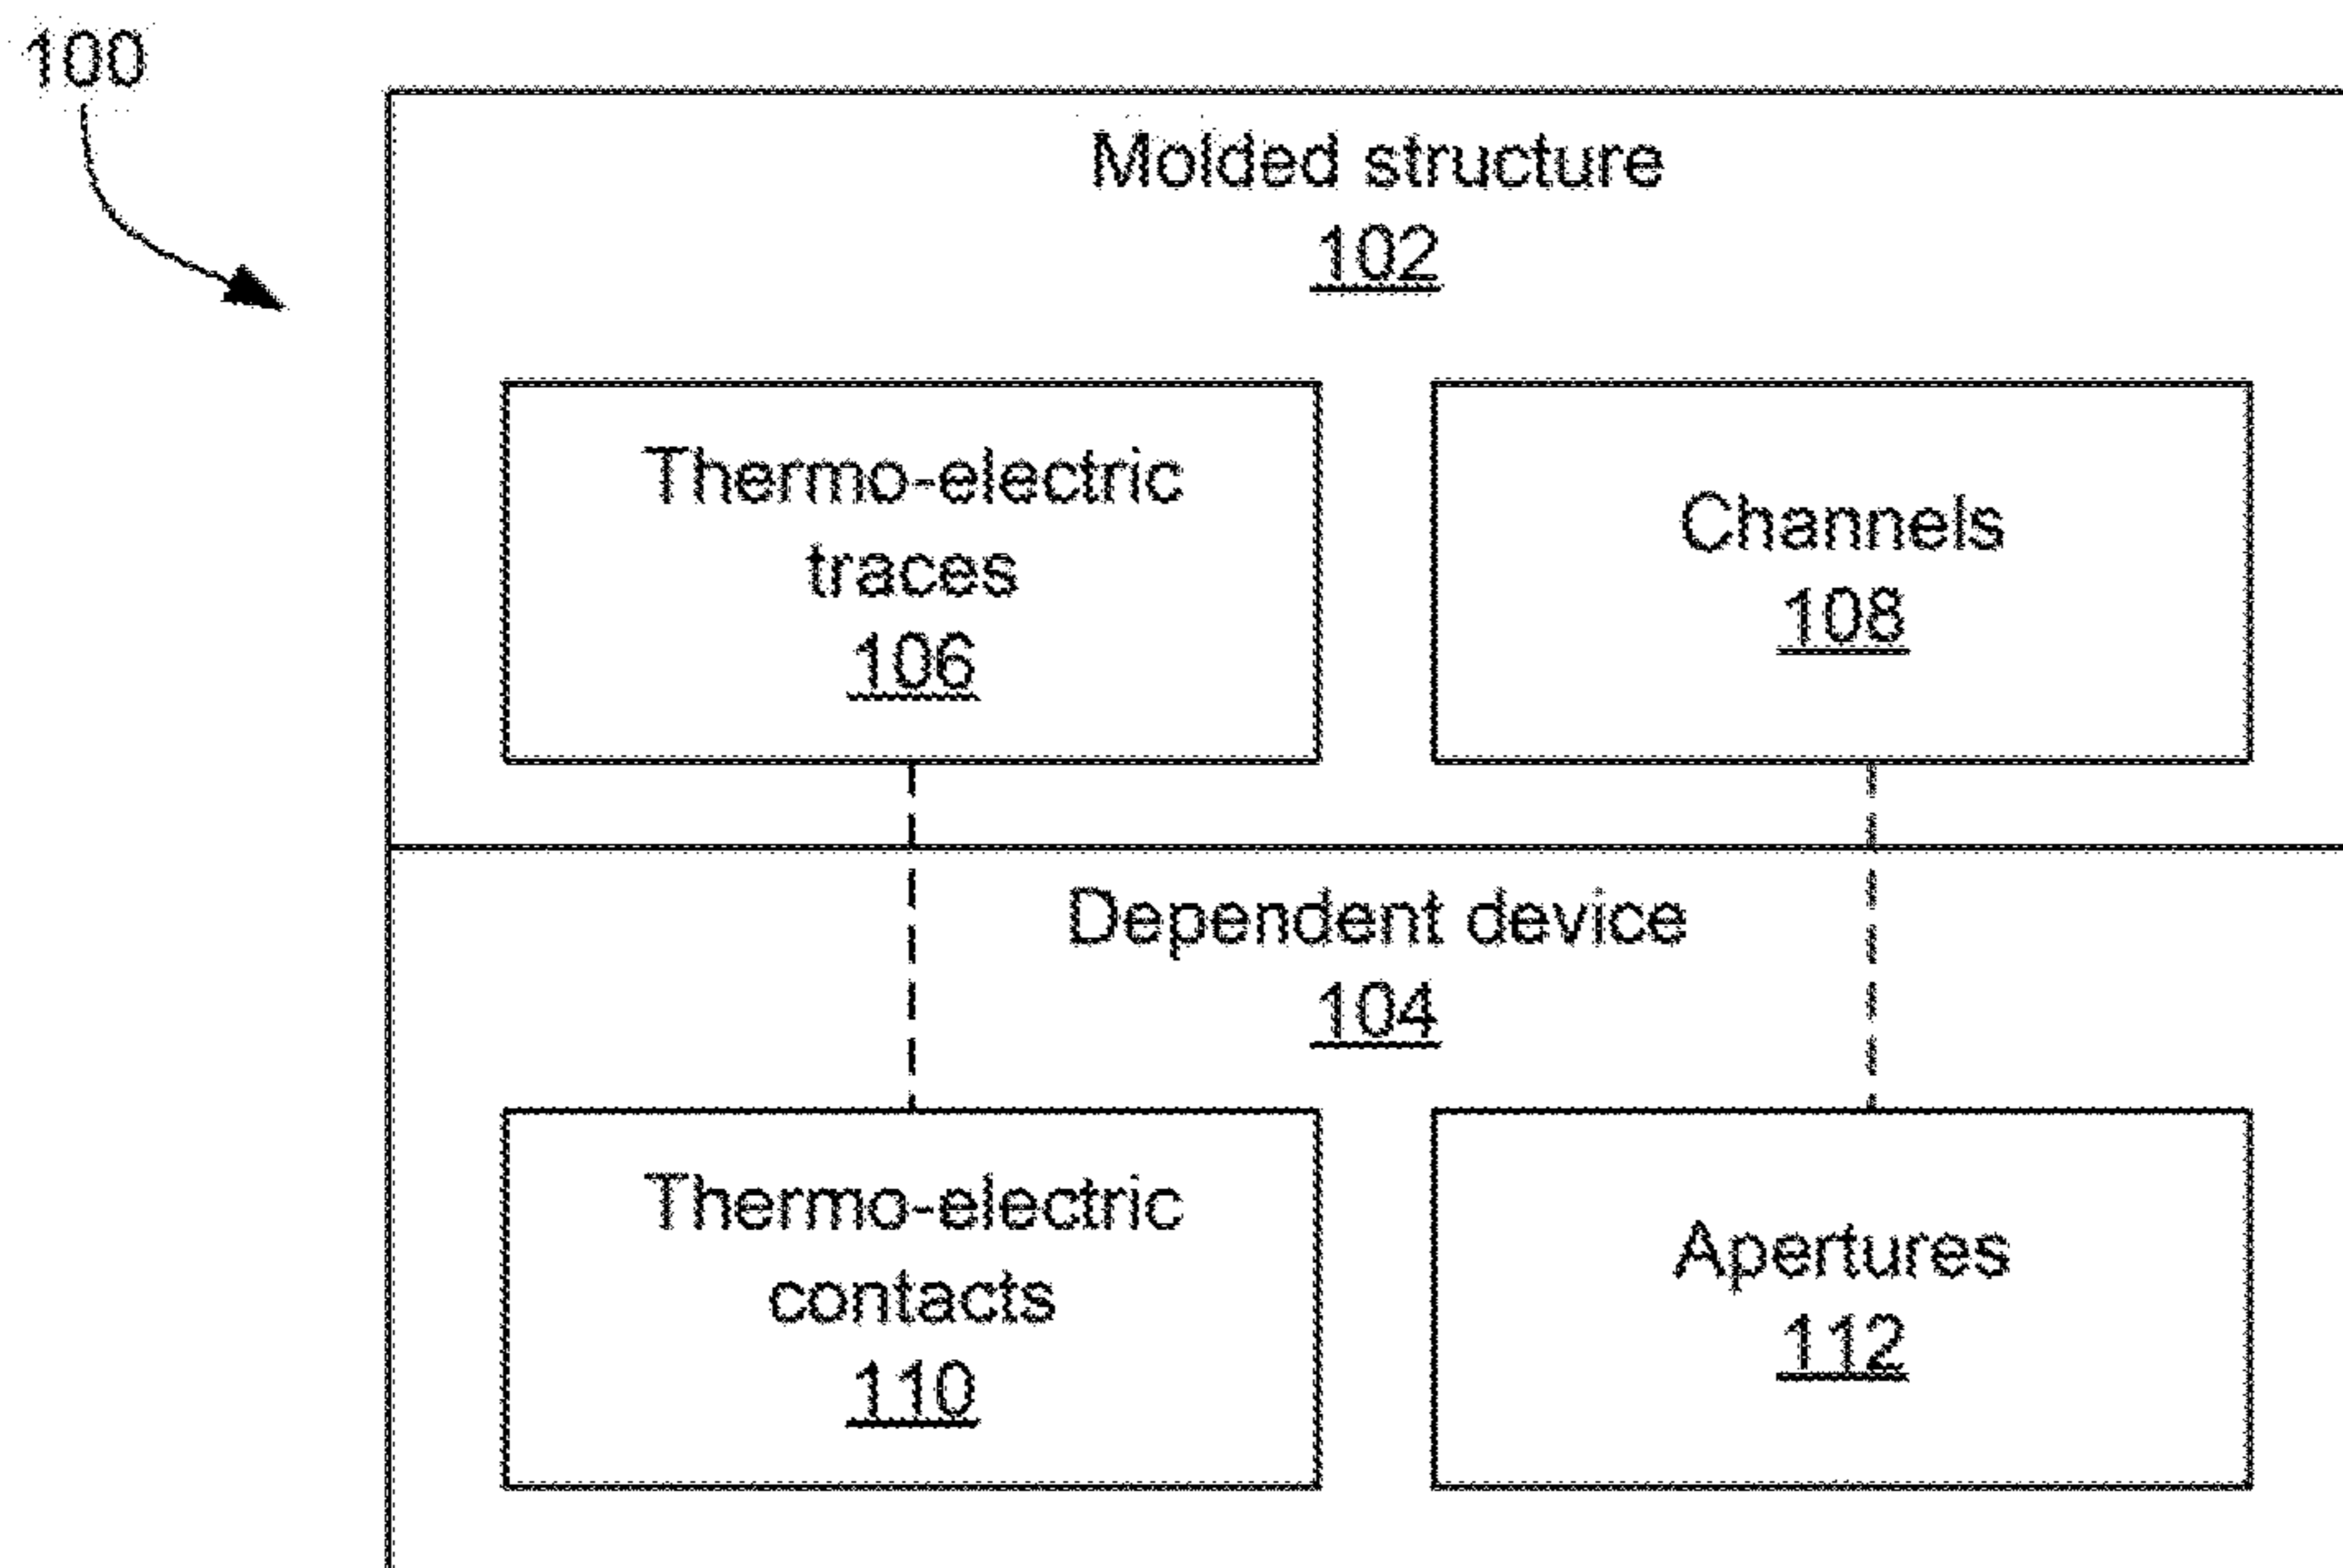 100
Molded structure
102
Thermo-electric
traces
106
Channels
108
Dependent device
104
Thermo-electric
contacts
110
Apertures
112